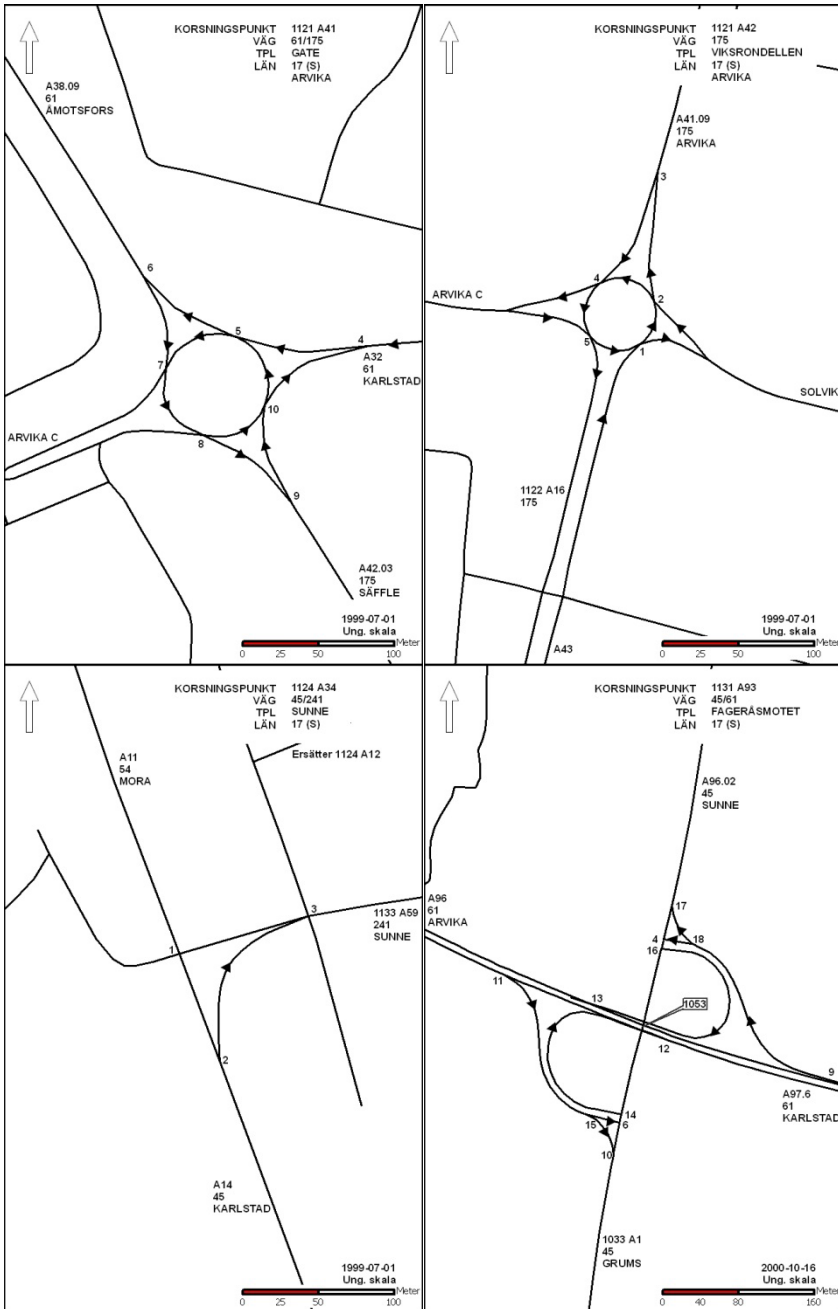 KORSNINGSPUNKT 1121 A41
VÄG 61/175
TPL GATE
LÄN 17 (S)
ARVIKA
A38.09
61
ÅMOTSFORS
6
5
4
7
A32
61
KARLSTAD
10
ARVIKA C
8
9
A42.03
175
SÄFFLE
1999-07-01
Ung. skala
Meter
0 50 100
KORSNINGSPUNKT 1121 A42
VÄG 175
TPL VIKSRONDELLEN
LÄN 17 (S)
ARVIKA
A41.09
175
ARVIKA
3
4
ARVIKA C
2
5
1
SOLVIK
1122 A16
175
A43
1999-07-01
Ung. skala
Meter
0 50 100
KORSNINGSPUNKT 1124 A34
VÄG 45/241
TPL SUNNE
LÄN 17 (S)
Ersätter 1124 A12
A11
54
MORA
3
1133 A59
241
SUNNE
1
2
A14
45
KARLSTAD
1999-07-01
Ung. skala
Meter
0 50 100
KORSNINGSPUNKT 1131 A93
VÄG 45/61
TPL FAGERÅSMOTET
LÄN 17 (S)
A96.02
45
SUNNE
A96
61
ARVIKA
17
4
18
16
11
13
1053
12
9
A97.6
61
KARLSTAD
14
15
6
10
1033 A1
45
GRUMS
2000-10-16
Ung. skala
Meter
0 40 80 160